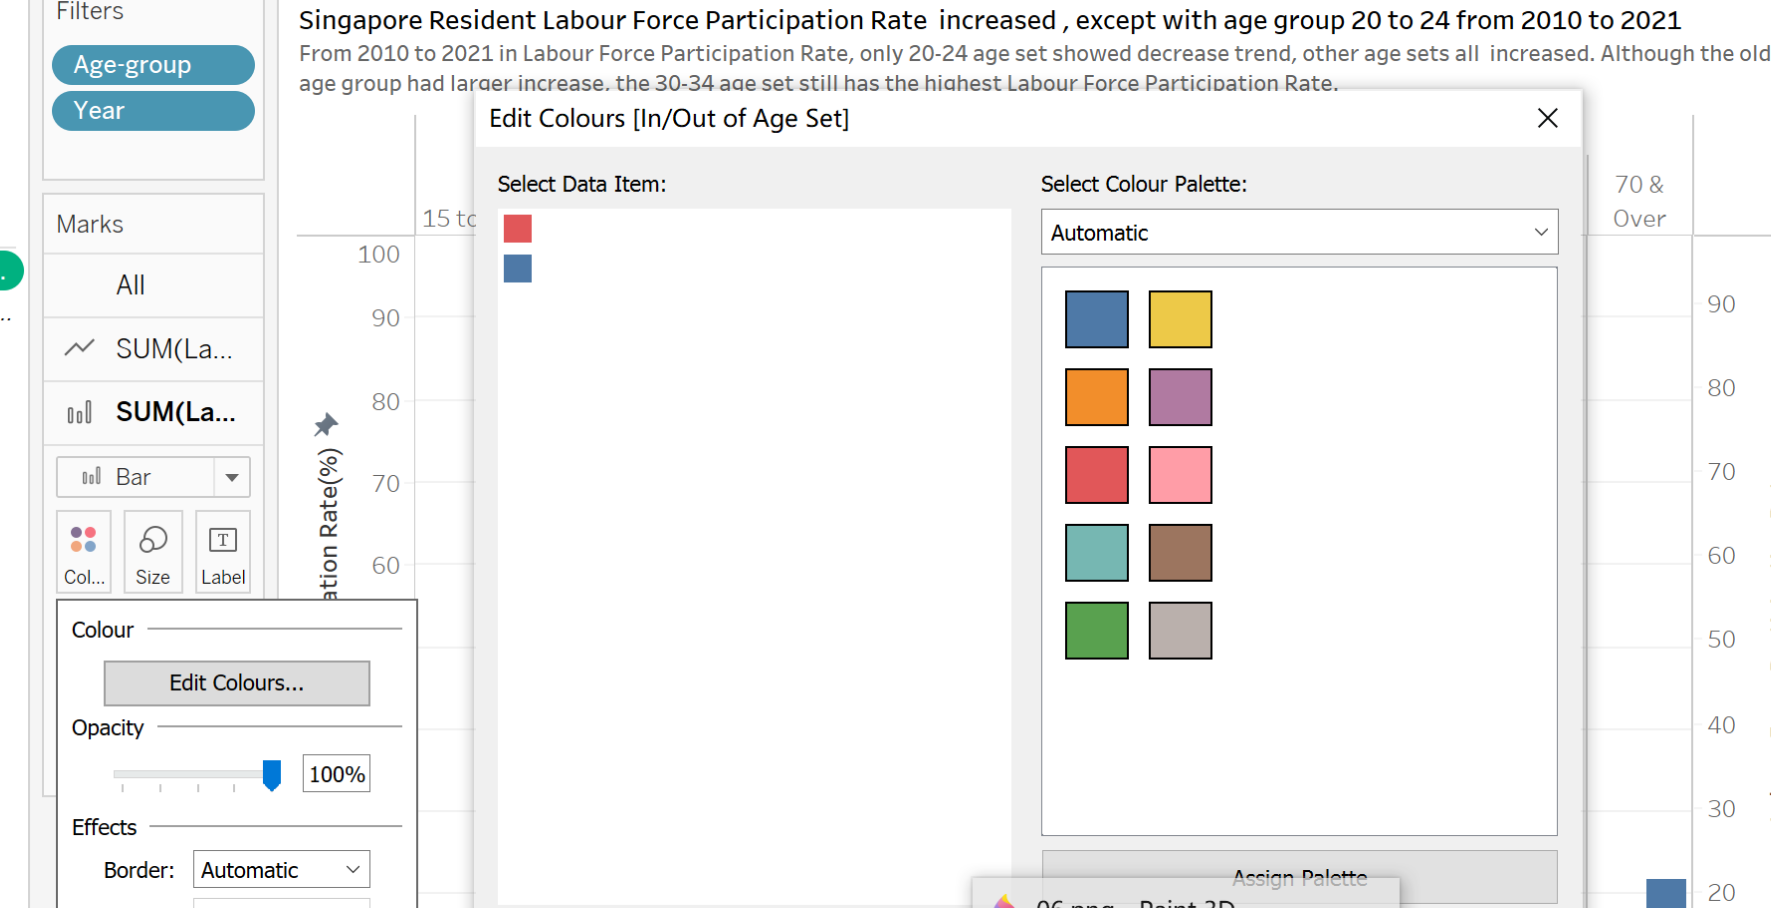 Filters
Age-group
Year
Marks
All
SUM(La...
SUM(La...
Bar
Col...
Size
T
Label
Colour
Edit Colours...
Opacity
100%
Effects
Border:
Automatic
Singapore Resident Labour Force Participation Rate increased , except with age group 20 to 24 from 2010 to 2021
From 2010 to 2021 in Labour Force Participation Rate, only 20-24 age set showed decrease trend, other age sets all increased. Although the old
age group had larger increase, the 30-34 age set still has the highest Labour Force Participation Rate.
15 to
100
90
80
70
60
ation Rate(%)
Edit Colours [In/Out of Age Set]
Select Data Item:
Select Colour Palette:
Automatic
Assign Palette
06.png - Paint 3D
70 &
Over
90
80
70
60
50
40
30
20